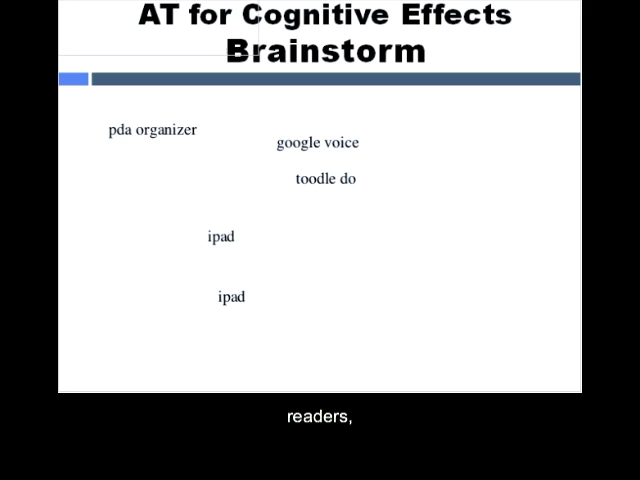 AT for Cognitive Effects
Brainstorm
pda organizer
google voice
toodle do
ipad
ipad
readers,